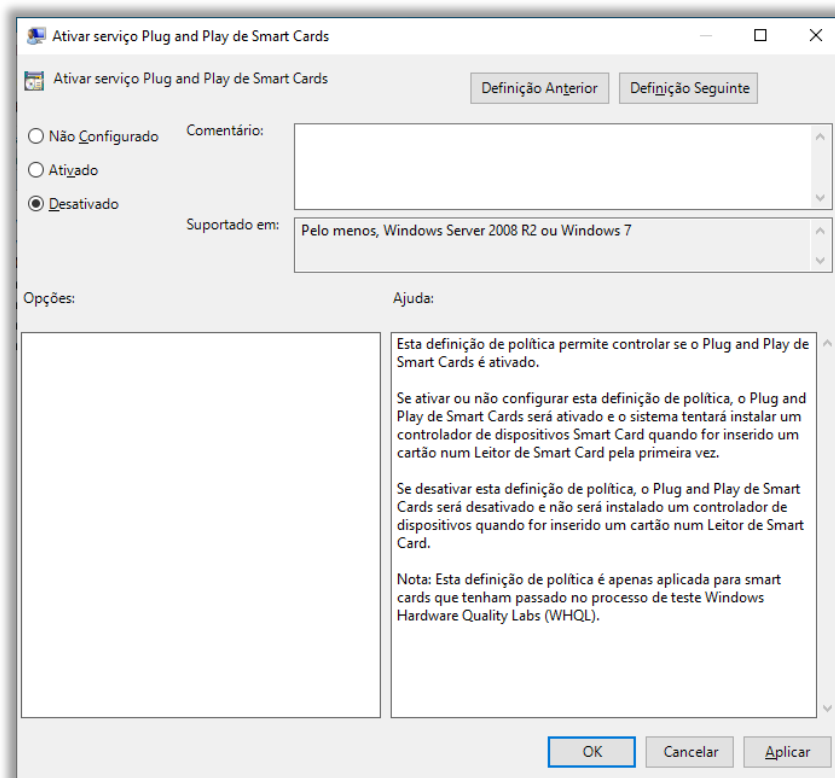 Ativar serviço Plug and Play de Smart Cards
Ativar serviço Plug and Play de Smart Cards
Definição Anterior
Definição Seguinte
Não Configurado
Comentário:
Ativado
Desativado
Suportado em:
Pelo menos, Windows Server 2008 R2 ou Windows 7
Opções:
Ajuda:
Esta definição de política permite controlar se o Plug and Play de
Smart Cards é ativado.
Se ativar ou não configurar esta definição de política, o Plug and
Play de Smart Cards será ativado e o sistema tentará instalar um
controlador de dispositivos Smart Card quando for inserido um
cartão num Leitor de Smart Card pela primeira vez.
Se desativar esta definição de política, o Plug and Play de Smart
Cards será desativado e não será instalado um controlador de
dispositivos quando for inserido um cartão num Leitor de Smart
Card.
Nota: Esta definição de política é apenas aplicada para smart
cards que tenham passado no processo de teste Windows
Hardware Quality Labs (WHQL).
OK
Cancelar
Aplicar